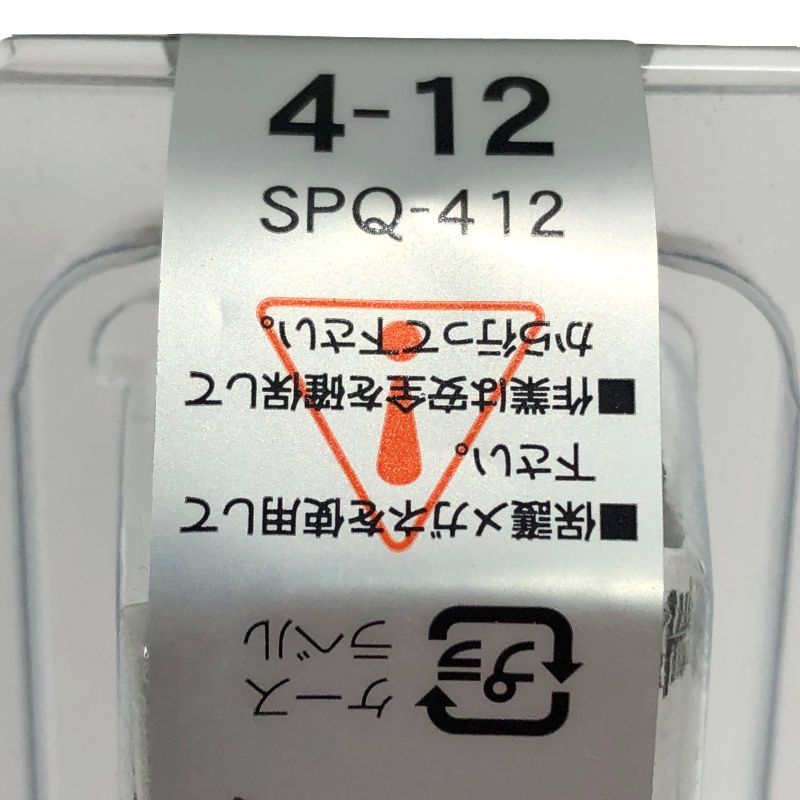 4-12
SPQ-412
プラ
ケース
ラベル
■保護メガネを使用して
下さい。
■作業は安全を確保して
から行って下さい。